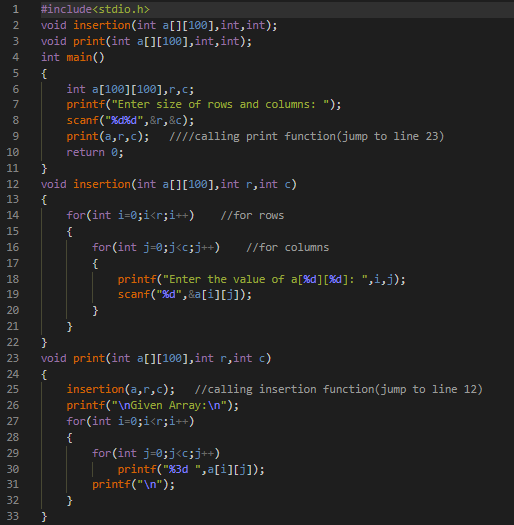 1 #include<stdio.h>
2 void insertion(int a[][100],int,int);
3 void print(int a[][100],int,int);
4 int main()
5 {
6 int a[100][100],r,c;
7 printf("Enter size of rows and columns: ");
8 scanf("%d%d",&r,&c);
9 print(a,r,c); ////calling print function(jump to line 23)
10 return 0;
11 }
12 void insertion(int a[][100],int r,int c)
13 {
14 for(int i=0;i<r;i++) //for rows
15 {
16 for(int j=0;j<c;j++) //for columns
17 {
18 printf("Enter the value of a[%d][%d]: ",i,j);
19 scanf("%d",&a[i][j]);
20 }
21 }
22 }
23 void print(int a[][100],int r,int c)
24 {
25 insertion(a,r,c); //calling insertion function(jump to line 12)
26 printf("\nGiven Array:\n");
27 for(int i=0;i<r;i++)
28 {
29 for(int j=0;j<c;j++)
30 printf("%3d ",a[i][j]);
31 printf("\n");
32 }
33 }